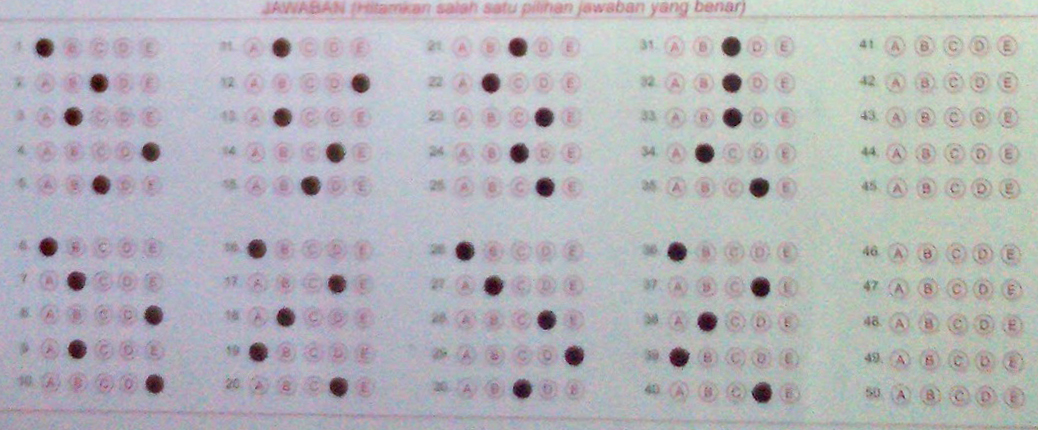 JAWABAN (Hitamkan salah satu pilihan jawaban yang benar)
1. B C D E 11. A C D E 21. A B D E 31. A B D E 41. A B C D E
2. A B D E 12. A B C D 22. A C D E 32. A B D E 42. A B C D E
3. A C D E 13. A C D E 23. A B C E 33. A B D E 43. A B C D E
4. A B C D 14. A B C E 24. A B D E 34. A C D E 44. A B C D E
5. A B D E 15. A B D E 25. A B C E 35. A B C E 45. A B C D E
6. B C D E 16. B C D E 26. B C D E 36. B C D E 46. A B C D E
7. A C D E 17. A B C E 27. A C D E 37. A B C E 47. A B C D E
8. A B C D 18. A C D E 28. A B C E 38. A C D E 48. A B C D E
9. A C D E 19. B C D E 29. A B C D 39. B C D E 49. A B C D E
10. A B C D 20. A B C E 30. A B D E 40. A B C E 50. A B C D E